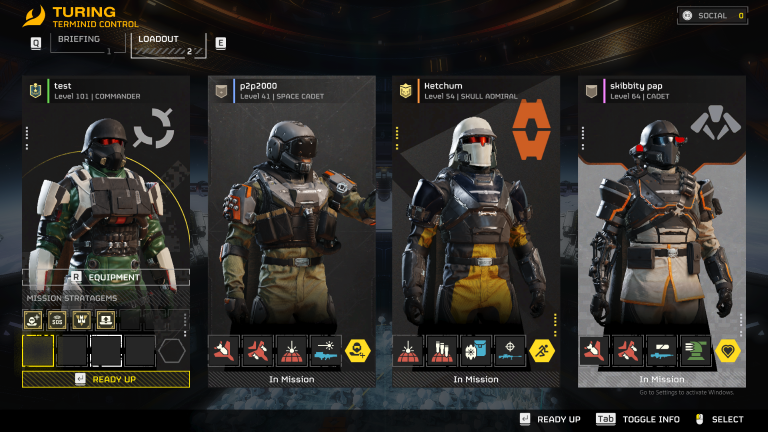 TURING
TERMINID CONTROL
SOCIAL 0
Q BRIEFING 1 LOADOUT 2 E
test
Level 101 | COMMANDER
p2p2000
Level 41 | SPACE CADET
Ketchum
Level 54 | SKULL ADMIRAL
skibbity pap
Level 64 | CADET
R EQUIPMENT
MISSION STRATAGEMS
SOS
READY UP
In Mission
In Mission
In Mission
Go to Settings to activate Windows.
READY UP Tab TOGGLE INFO SELECT